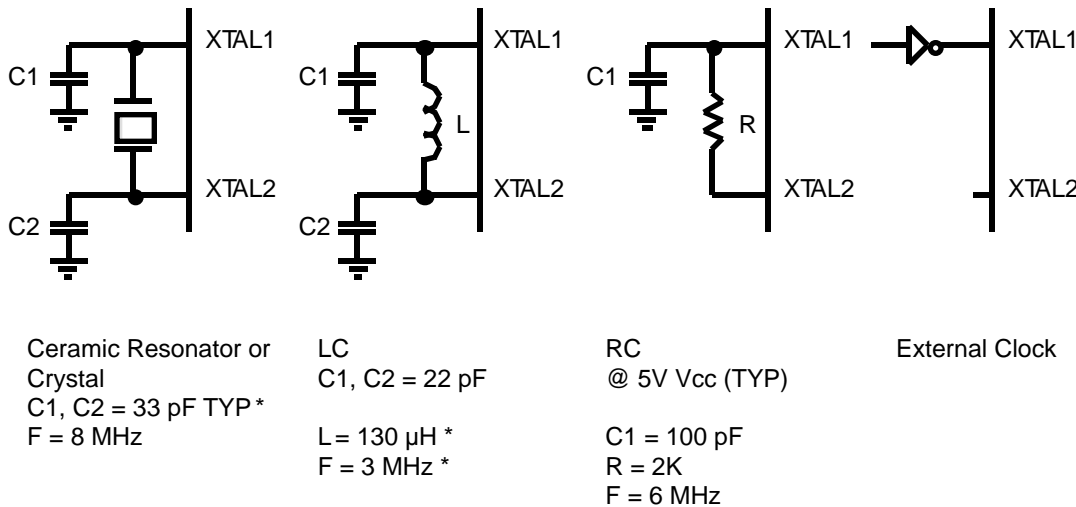 XTAL1
C1
XTAL2
C2
XTAL1
C1
L
XTAL2
C2
XTAL1
C1
R
XTAL2
XTAL1
XTAL2
Ceramic Resonator or
Crystal
C1, C2 = 33 pF TYP *
F = 8 MHz
LC
C1, C2 = 22 pF
L = 130 µH *
F = 3 MHz *
RC
@ 5V Vcc (TYP)
C1 = 100 pF
R = 2K
F = 6 MHz
External Clock